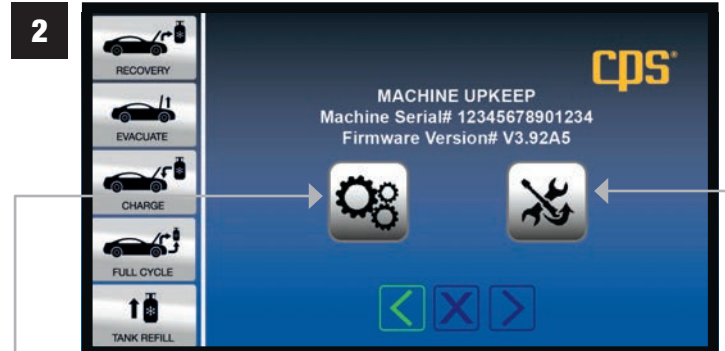 2
RECOVERY
EVACUATE
CHARGE
FULL CYCLE
TANK REFILL
CPS®
MACHINE UPKEEP
Machine Serial# 12345678901234
Firmware Version# V3.92A5